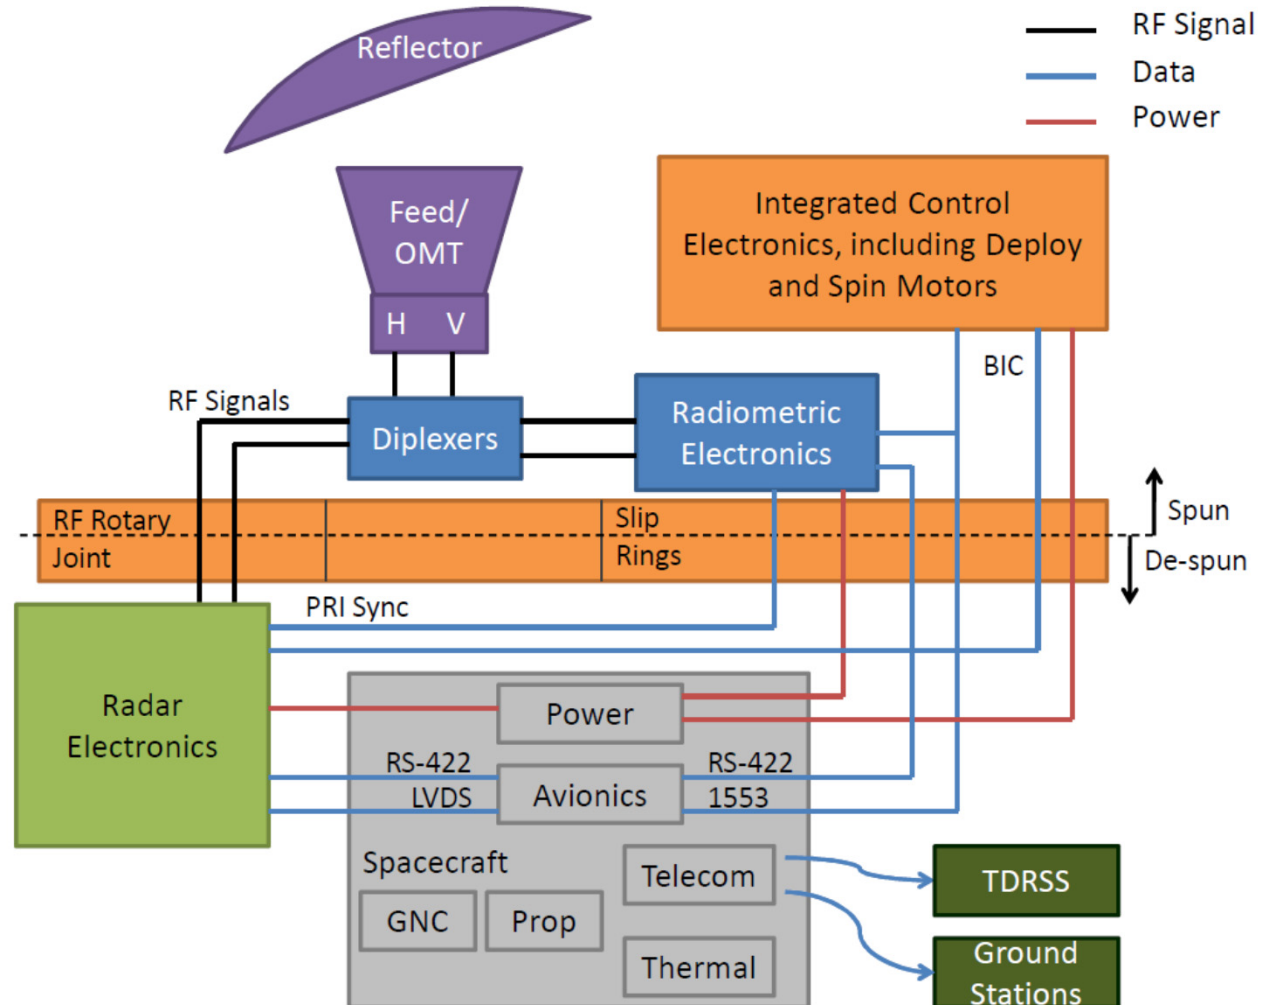 Reflector
RF Signal
Data
Power
Feed/
OMT
H V
Integrated Control
Electronics, including Deploy
and Spin Motors
BIC
RF Signals
Diplexers
Radiometric
Electronics
RF Rotary
Joint
Slip
Rings
Spun
De-spun
PRI Sync
Radar
Electronics
Power
RS-422
LVDS
Avionics
RS-422
1553
Spacecraft
GNC
Prop
Telecom
Thermal
TDRSS
Ground
Stations